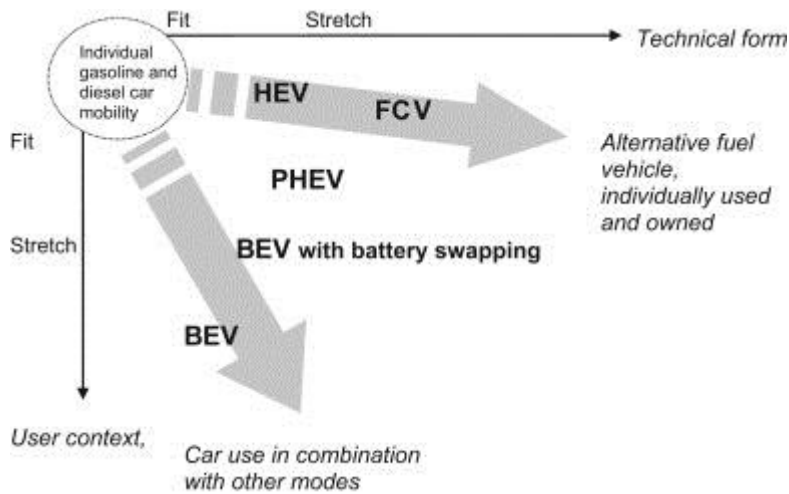 Fit
Stretch
Technical form
Individual
gasoline and
diesel car
mobility
HEV
FCV
Fit
Alternative fuel
vehicle,
individually used
and owned
PHEV
Stretch
BEV with battery swapping
BEV
User context,
Car use in combination
with other modes